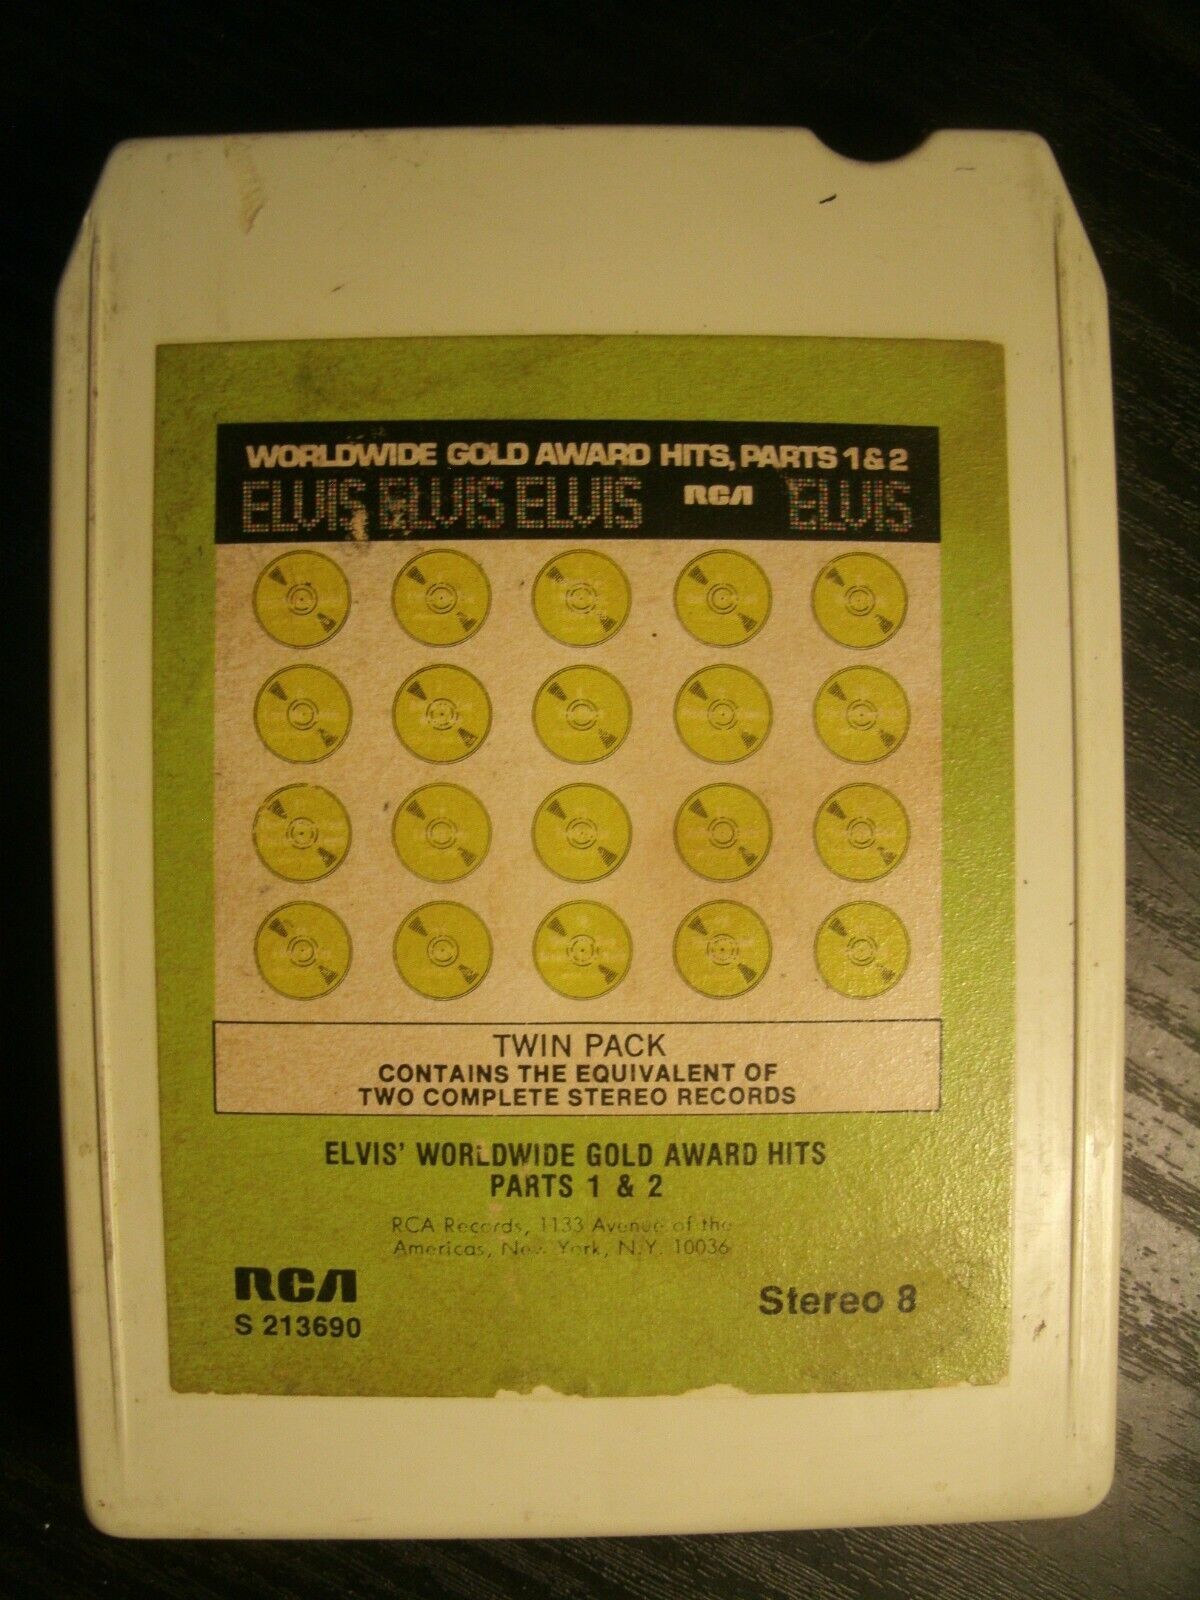 WORLDWIDE GOLD AWARD HITS, PARTS 1 & 2
ELVIS ELVIS ELVIS RCA ELVIS
TWIN PACK
CONTAINS THE EQUIVALENT OF
TWO COMPLETE STEREO RECORDS
ELVIS' WORLDWIDE GOLD AWARD HITS
PARTS 1 & 2
RCA Records, 1133 Avenue of the
Americas, New York, N.Y. 10036
RCA
S 213690
Stereo 8